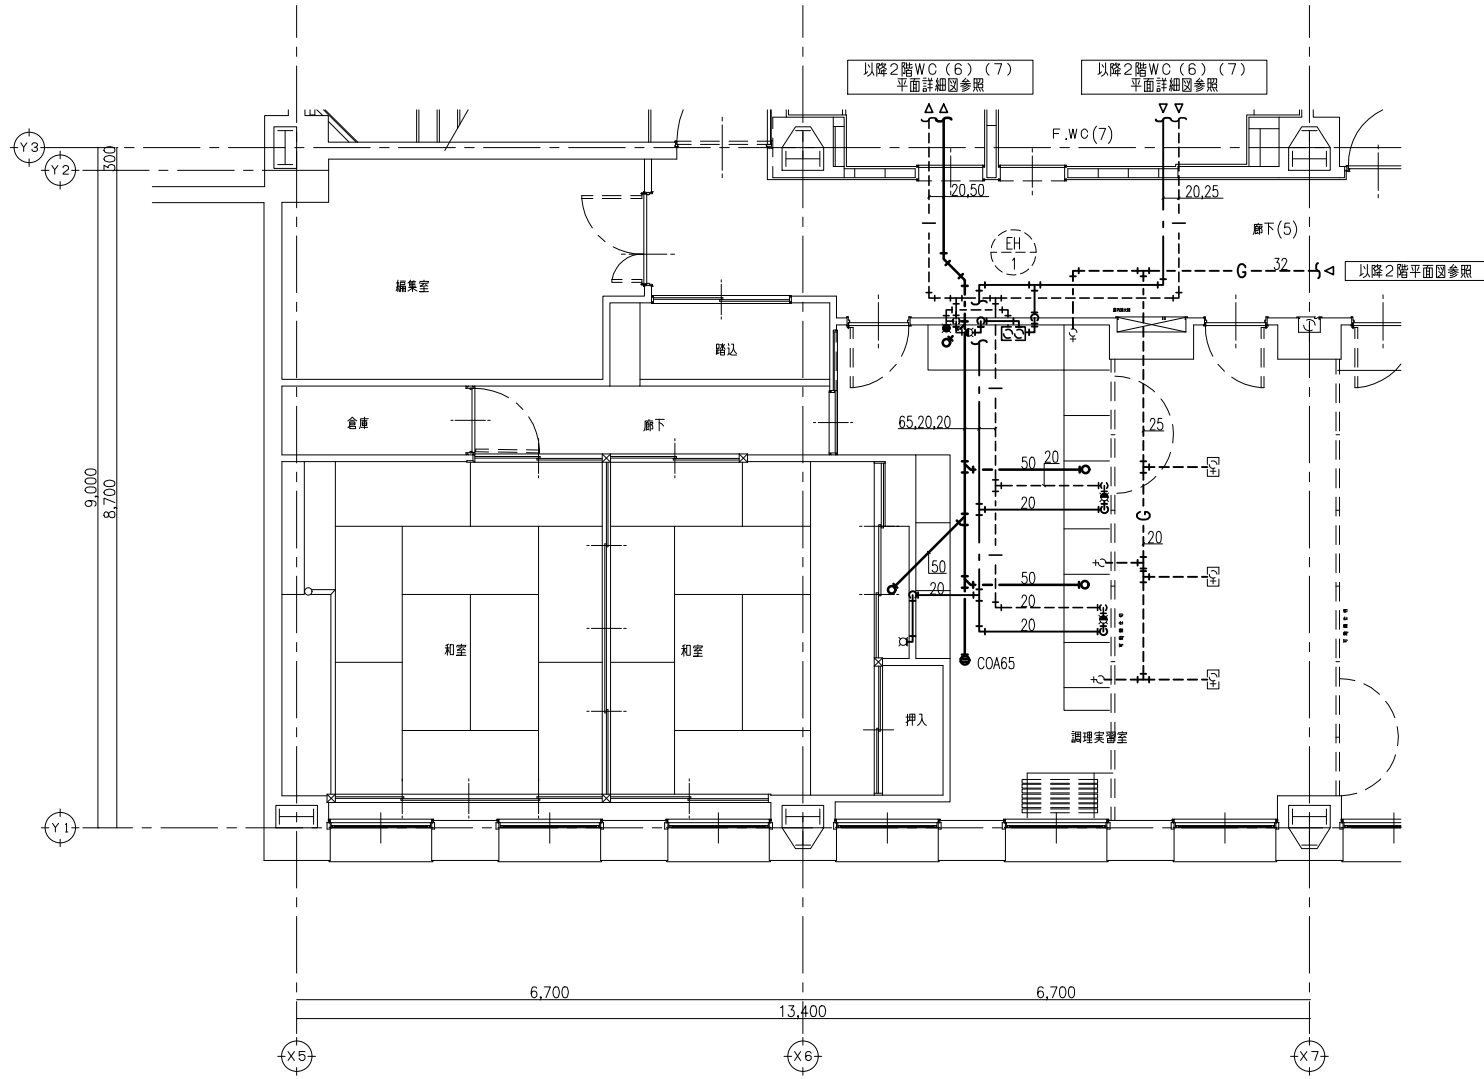 以降2階WC(6)(7)
平面詳細図参照
以降2階WC(6)(7)
平面詳細図参照
F.WC(7)
Y3
300
Y2
20,50
20,25
廊下(5)
EH
1
G
32
以降2階平面図参照
編集室
踏込
倉庫
廊下
65,20,20
25
50
20
20
G
20
9,000
8,700
50
50
20
20
20
和室
和室
COA65
押入
調理実習室
Y1
6,700
6,700
13,400
X5
X6
X7